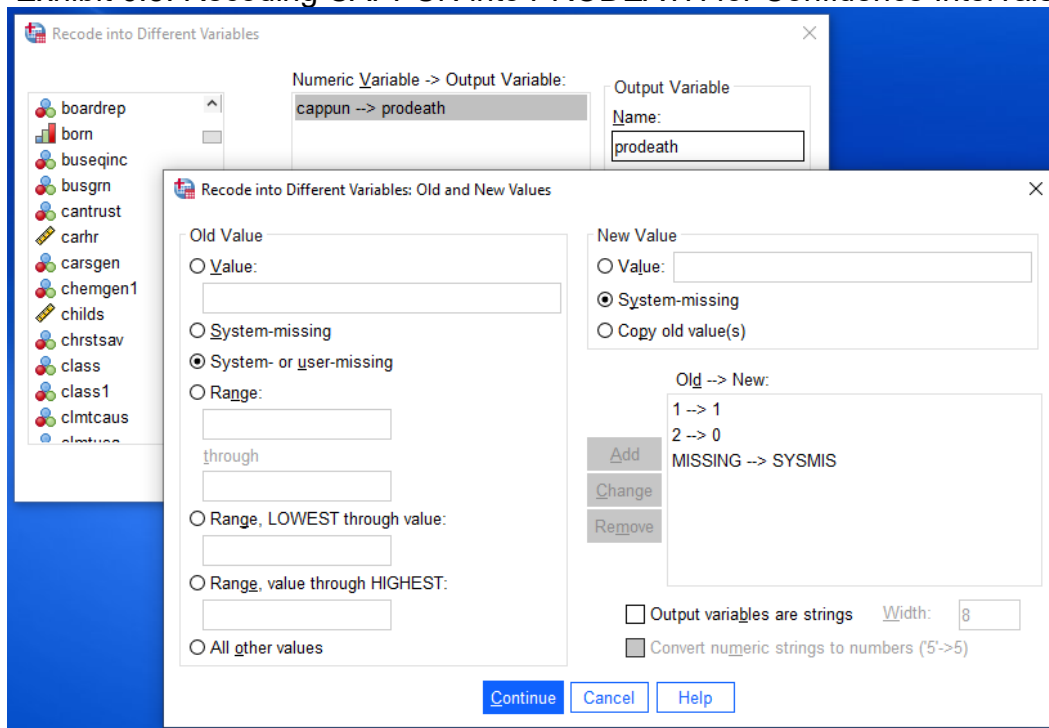 Recode into Different Variables
Numeric Variable -> Output Variable:
cappun --> prodeath
Output Variable
Name:
prodeath
boardrep
born
buseqinc
busgrn
cantrust
carhr
carsgen
chemgen1
childs
chrstsav
class
class1
clmtcaus
Recode into Different Variables: Old and New Values
Old Value
Value:
System-missing
System- or user-missing
Range:
through
Range, LOWEST through value:
Range, value through HIGHEST:
All other values
New Value
Value:
System-missing
Copy old value(s)
Old --> New:
1 --> 1
2 --> 0
MISSING --> SYSMIS
Add
Change
Remove
Output variables are strings
Width:
8
Convert numeric strings to numbers ('5'->5)
Continue
Cancel
Help